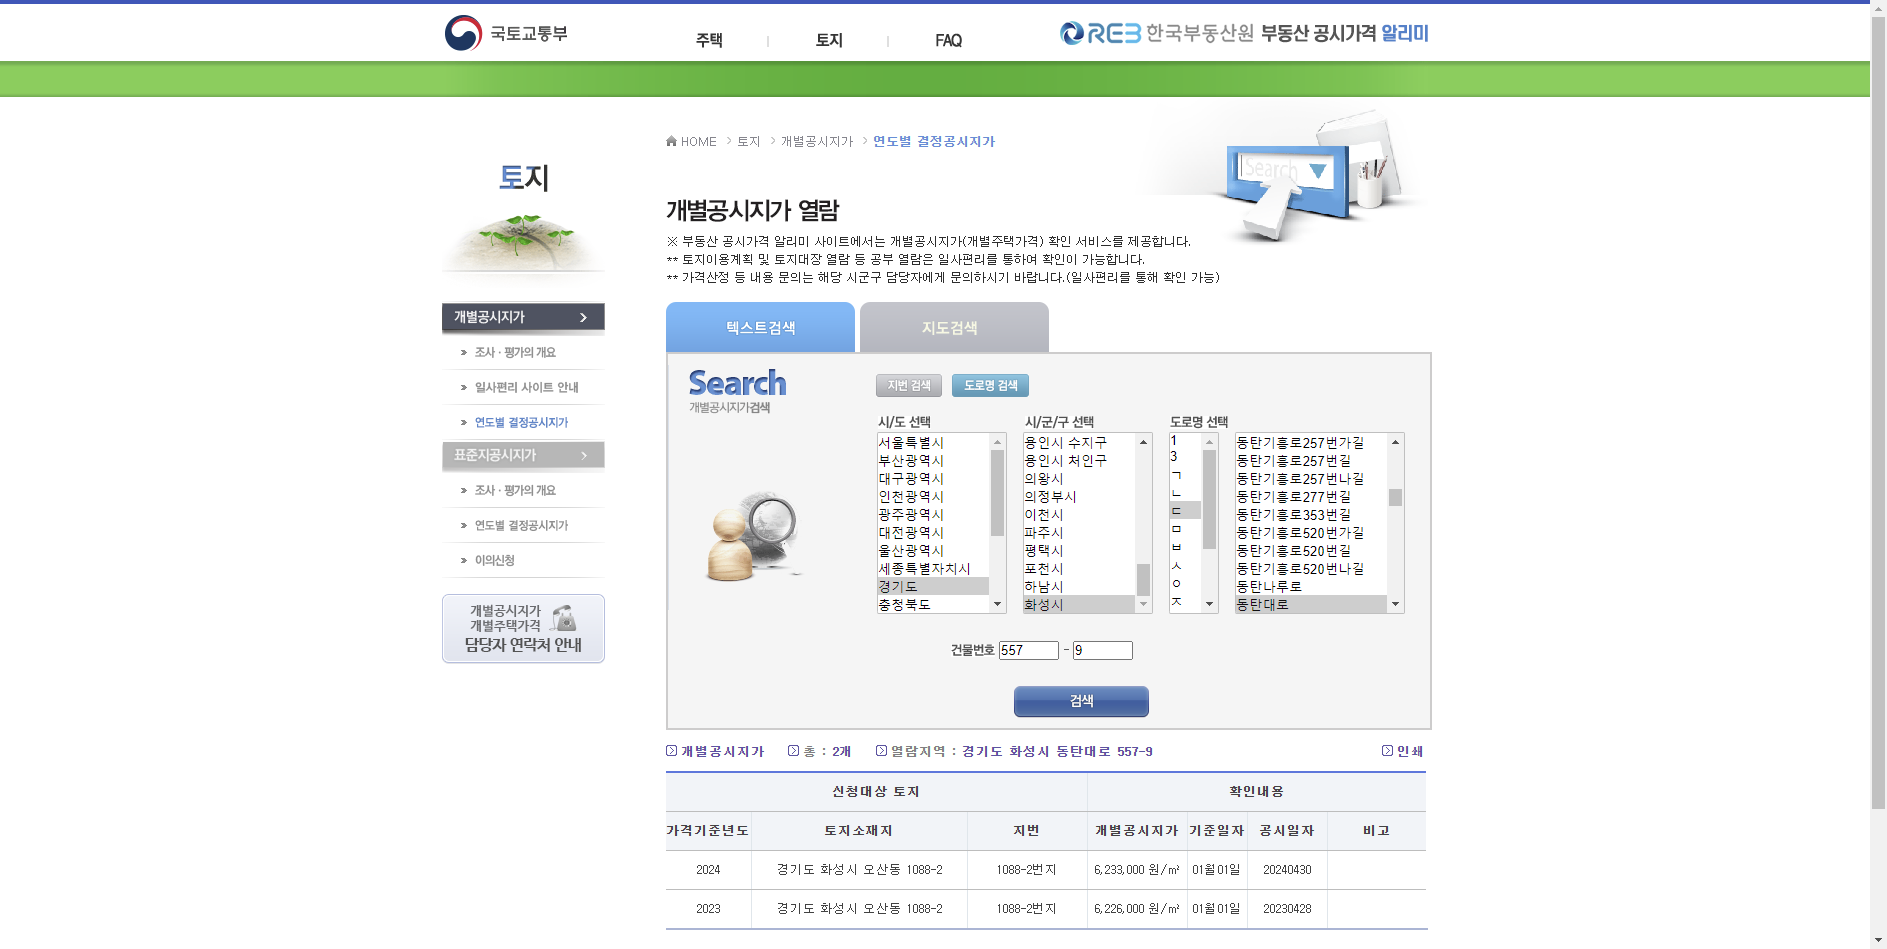 국토교통부
주택
토지
FAQ
REB 한국부동산원 부동산 공시가격 알리미
HOME > 토지 > 개별공시지가 > 연도별 결정공시지가
토지
Search
개별공시지가 열람
※ 부동산 공시가격 알리미 사이트에서는 개별공시지가(개별주택가격) 확인 서비스를 제공합니다.
** 토지이용계획 및 토지대장 열람 등 공부 열람은 일사편리를 통하여 확인이 가능합니다.
** 가격산정 등 내용 문의는 해당 시군구 담당자에게 문의하시기 바랍니다.(일사편리를 통해 확인 가능)
개별공시지가
조사 · 평가의 개요
일사편리 사이트 안내
연도별 결정공시지가
표준지공시지가
조사 · 평가의 개요
연도별 결정공시지가
이의신청
개별공시지가
개별주택가격
담당자 연락처 안내
텍스트검색
지도검색
Search
개별공시지가검색
지번 검색
도로명 검색
시/도 선택
서울특별시
부산광역시
대구광역시
인천광역시
광주광역시
대전광역시
울산광역시
세종특별자치시
경기도
충청북도
시/군/구 선택
용인시 수지구
용인시 처인구
의왕시
의정부시
이천시
파주시
평택시
포천시
하남시
화성시
도로명 선택
1
3
ㄱ
ㄴ
ㄷ
ㅁ
ㅂ
ㅅ
ㅇ
ㅈ
동탄기흥로257번가길
동탄기흥로257번길
동탄기흥로257번나길
동탄기흥로277번길
동탄기흥로353번길
동탄기흥로520번가길
동탄기흥로520번길
동탄기흥로520번나길
동탄나루로
동탄대로
건물번호 557 - 9
검색
개별공시지가 총 : 2개 열람지역 : 경기도 화성시 동탄대로 557-9 인쇄
신청대상 토지 확인내용
가격기준년도 토지소재지 지번 개별공시지가 기준일자 공시일자 비고
2024 경기도 화성시 오산동 1088-2 1088-2번지 6,233,000 원/㎡ 01월01일 20240430
2023 경기도 화성시 오산동 1088-2 1088-2번지 6,226,000 원/㎡ 01월01일 20230428